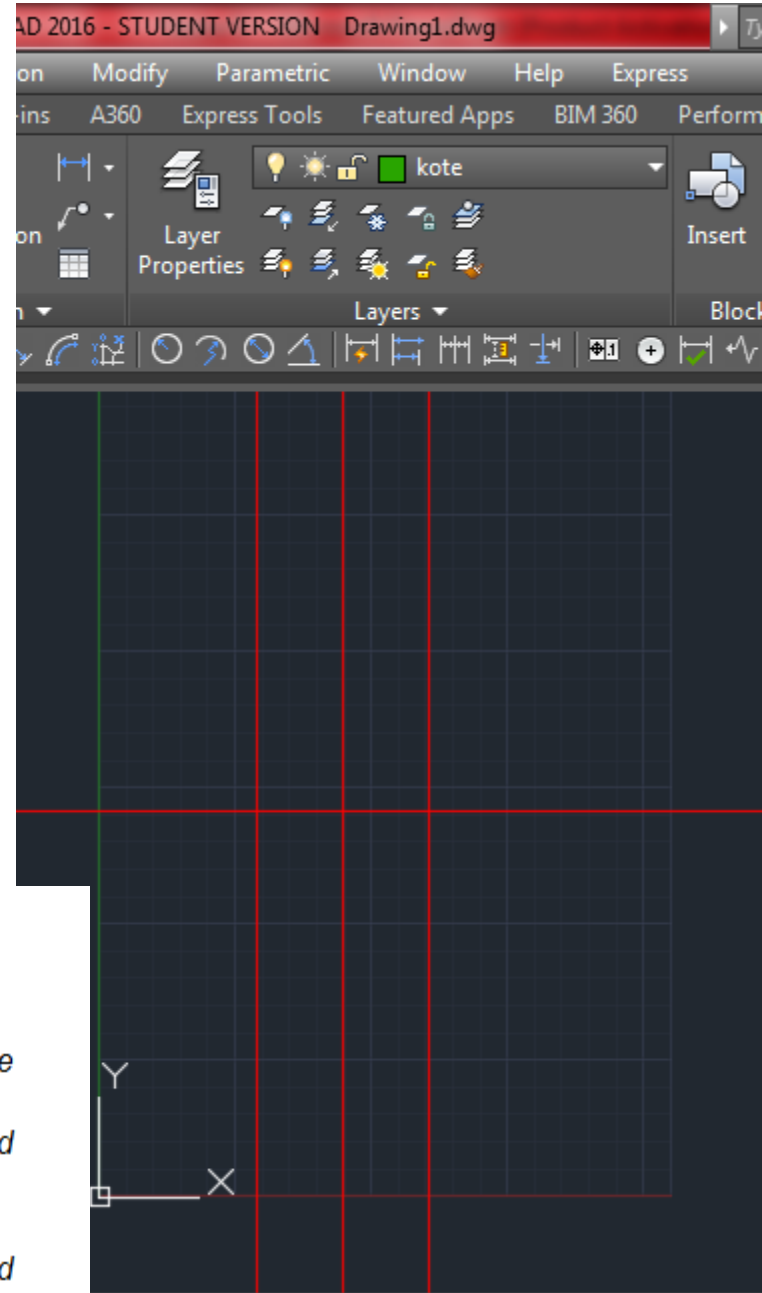 AD 2016 - STUDENT VERSION Drawing1.dwg Ty
on Modify Parametric Window Help Express
-ins A360 Express Tools Featured Apps BIM 360 Perform
kote
on Layer Properties Insert
Layers Block
Y
X
e
d
d